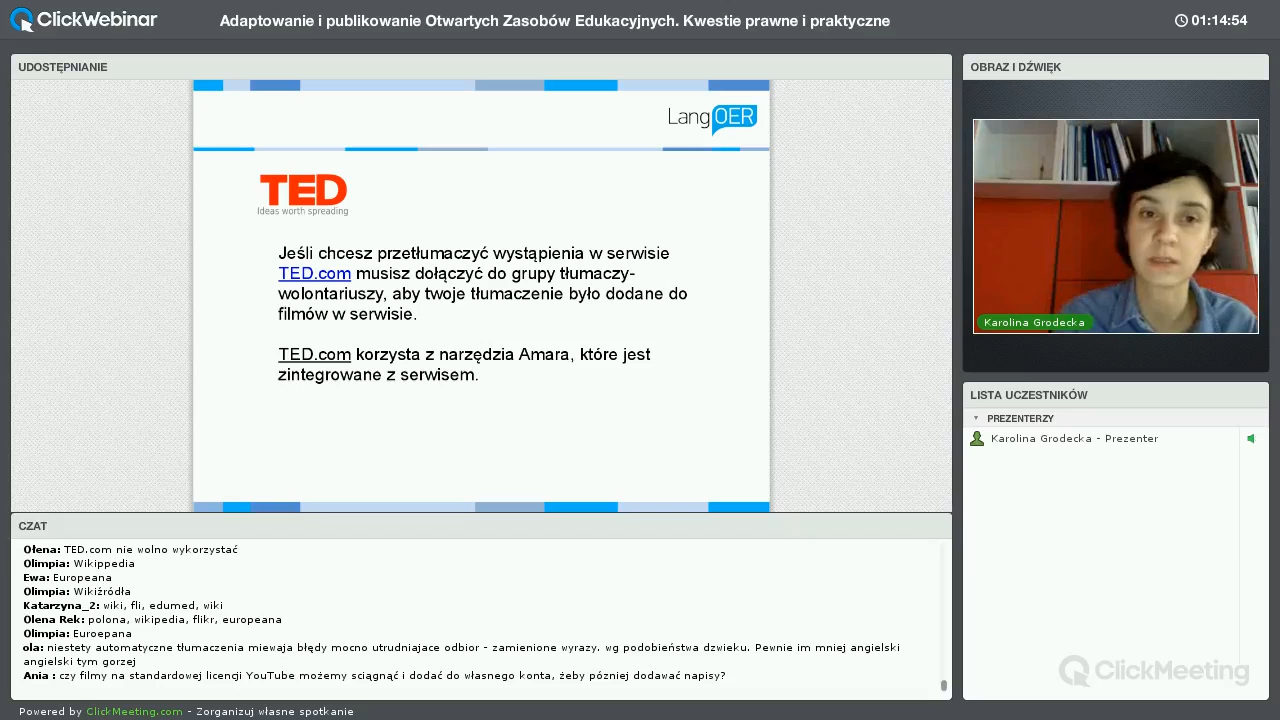 ClickWebinar
Adaptowanie i publikowanie Otwartych Zasobów Edukacyjnych. Kwestie prawne i praktyczne
01:14:54
UDOSTĘPNIANIE
LangOER
TED
Ideas worth spreading
Jeśli chcesz przetłumaczyć wystąpienia w serwisie
TED.com musisz dołączyć do grupy tłumaczy-
wolontariuszy, aby twoje tłumaczenie było dodane do
filmów w serwisie.
TED.com korzysta z narzędzia Amara, które jest
zintegrowane z serwisem.
OBRAZ I DŹWIĘK
Karolina Grodecka
LISTA UCZESTNIKÓW
PREZENTERZY
Karolina Grodecka - Prezenter
CZAT
Ołena: TED.com nie wolno wykorzystać
Olimpia: Wikippedia
Ewa: Europeana
Olimpia: Wikiźródła
Katarzyna_2: wiki, fli, edumed, wiki
Olena Rek: polona, wikipedia, flikr, europeana
Olimpia: Euroepana
ola: niestety automatyczne tłumaczenia miewaja błędy mocno utrudniajace odbior - zamienione wyrazy. wg podobieństwa dzwieku. Pewnie im mniej angielski
angielski tym gorzej
Ania : czy filmy na standardowej licencji YouTube możemy sciągnąć i dodać do własnego konta, żeby pózniej dodawać napisy?
ClickMeeting
Powered by ClickMeeting.com - Zorganizuj własne spotkanie